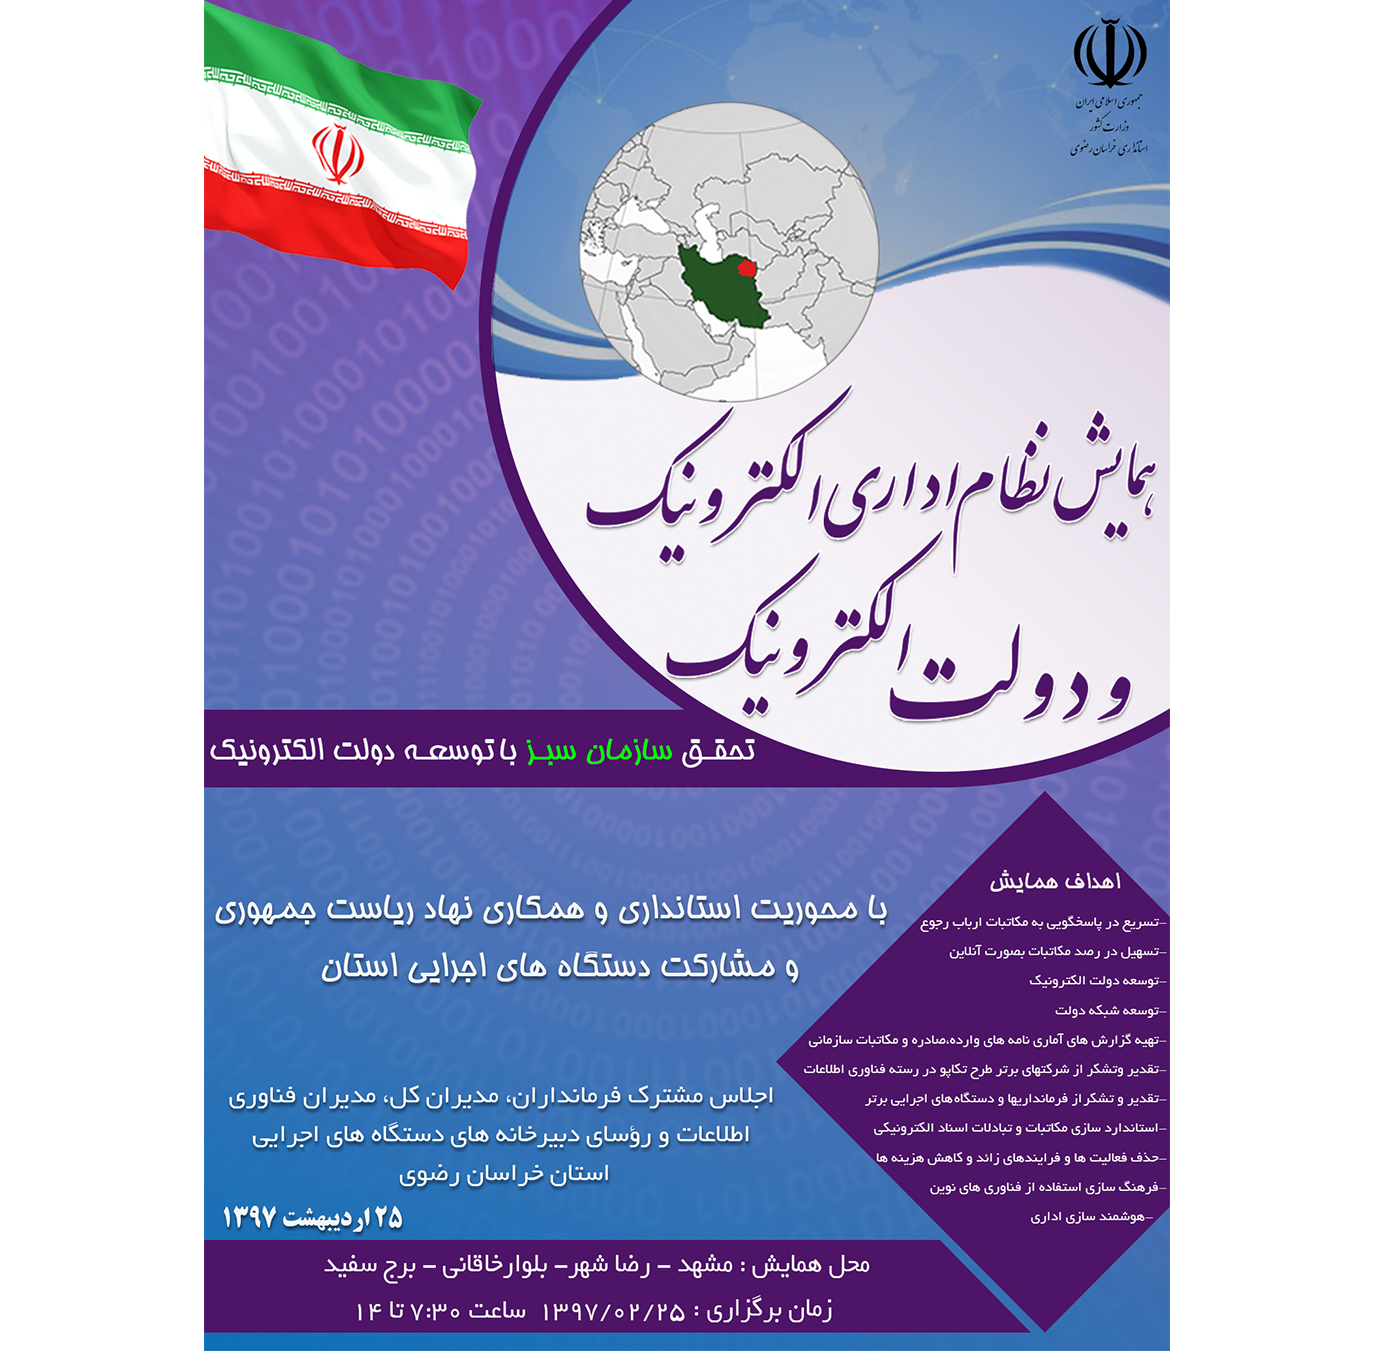 جمهوری اسلامی ایران
وزارت کشور
استانداری خراسان رضوی
همایش نظام اداری الکترونیک
و دولت الکترونیک
تحقق سازمان سبز با توسعه دولت الکترونیک
با محوریت استانداری و همکاری نهاد ریاست جمهوری
و مشارکت دستگاه های اجرایی استان
اهداف همایش
-تسریع در پاسخگویی به مکاتبات ارباب رجوع
-تسهیل در رصد مکاتبات بصورت آنلاین
-توسعه دولت الکترونیک
-توسعه شبکه دولت
-تهیه گزارش های آماری نامه های وارده،صادره و مکاتبات سازمانی
-تقدیر وتشکر از شرکتهای برتر طرح تکاپو در رسته فناوری اطلاعات
-تقدیر و تشکراز فرمانداریها و دستگاه‌های اجرایی برتر
-استاندارد سازی مکاتبات و تبادلات اسناد الکترونیکی
-حذف فعالیت ها و فرایندهای زائد و کاهش هزینه ها
-فرهنگ سازی استفاده از فناوری های نوین
-هوشمند سازی اداری
اجلاس مشترک فرمانداران، مدیران کل، مدیران فناوری
اطلاعات و رؤسای دبیرخانه های دستگاه های اجرایی
استان خراسان رضوی
۲۵ اردیبهشت ۱۳۹۷
محل همایش : مشهد - رضا شهر- بلوارخاقانی - برج سفید
زمان برگزاری : ۱۳۹۷/۰۲/۲۵ ساعت ۷:۳۰ تا ۱۴